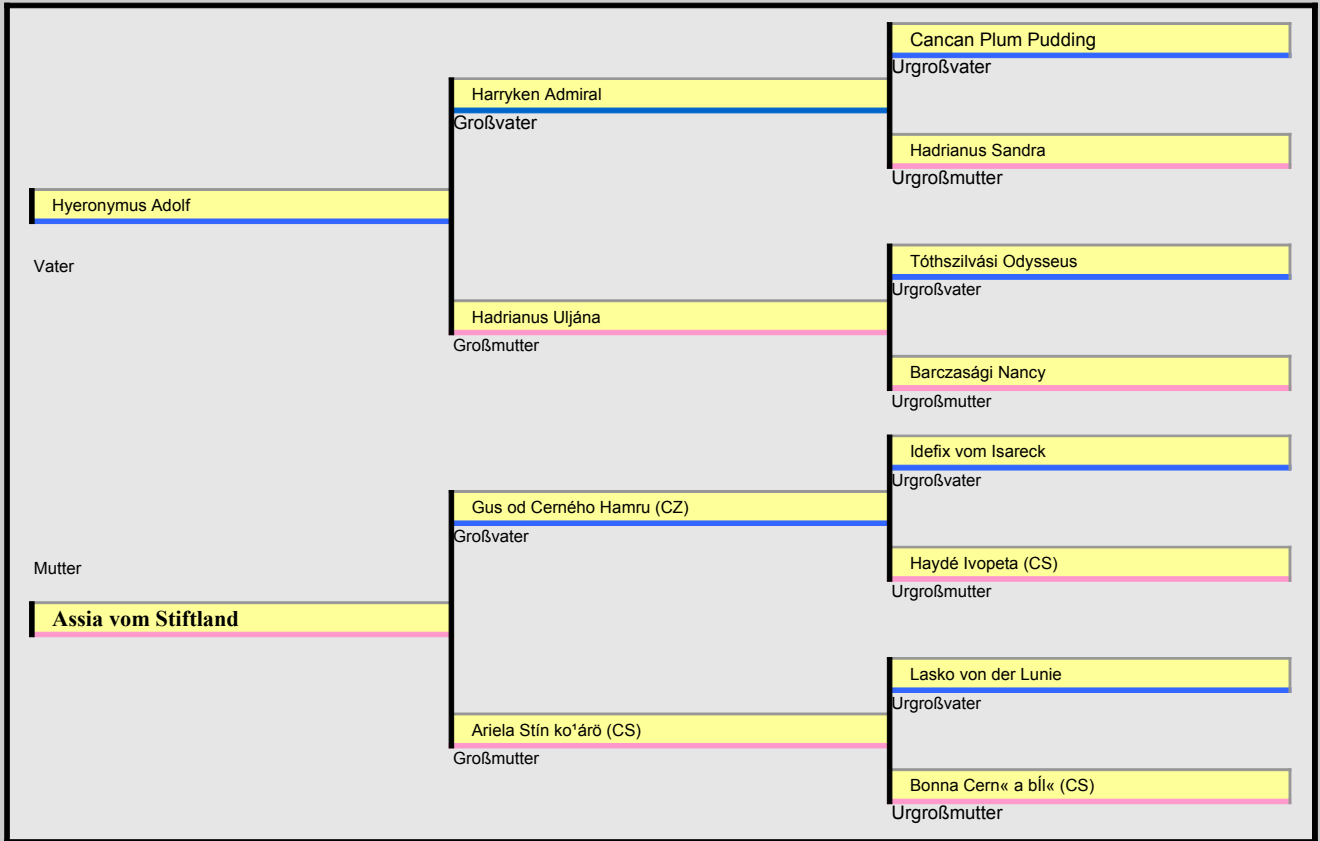 Cancan Plum Pudding
Urgroßvater
Harryken Admiral
Großvater
Hadrianus Sandra
Urgroßmutter
Hyeronymus Adolf
Vater
Tóthszilvási Odysseus
Urgroßvater
Hadrianus Uljána
Großmutter
Barczasági Nancy
Urgroßmutter
Idefix vom Isareck
Urgroßvater
Gus od Cerného Hamru (CZ)
Großvater
Haydé Ivopeta (CS)
Urgroßmutter
Mutter
Assia vom Stiftland
Lasko von der Lunie
Urgroßvater
Ariela Stín ko¹árö (CS)
Großmutter
Bonna Cern« a bÍl« (CS)
Urgroßmutter